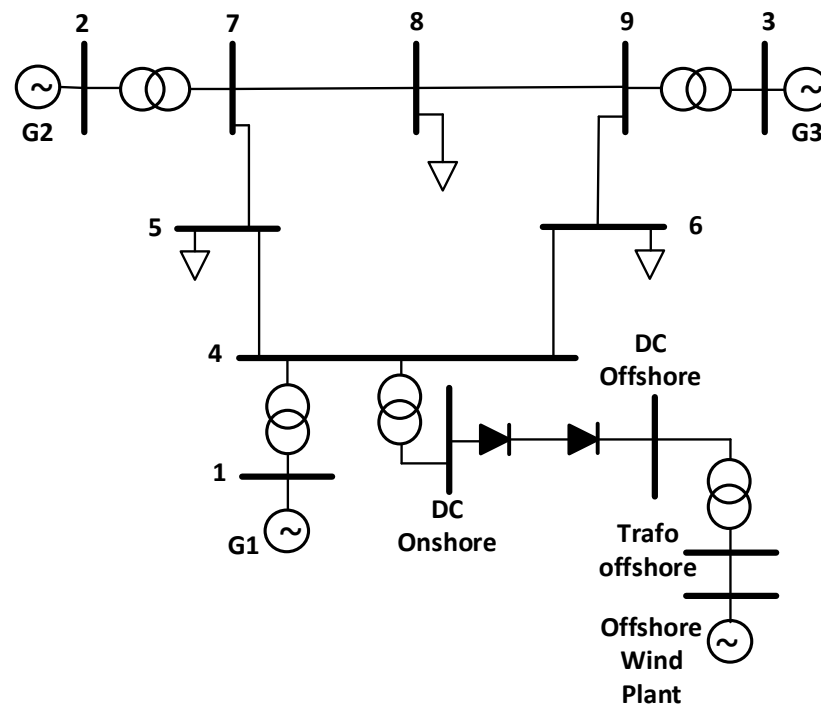 2
7
8
9
3
~
G2
~
G3
5
6
4
DC
Offshore
1
~
G1
DC
Onshore
Trafo
offshore
Offshore
Wind
Plant
~